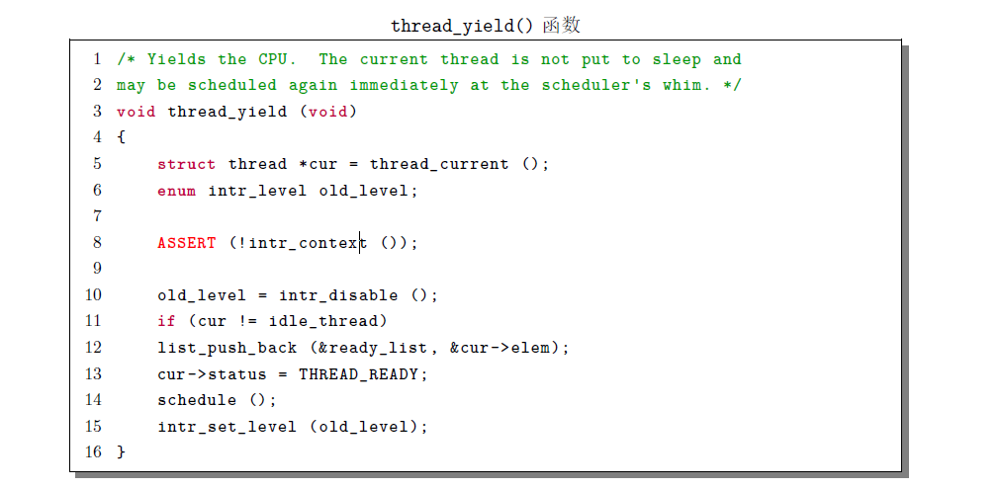 thread_yield() 函数
1 /* Yields the CPU.  The current thread is not put to sleep and
2 may be scheduled again immediately at the scheduler's whim. */
3 void thread_yield (void)
4 {
5     struct thread *cur = thread_current ();
6     enum intr_level old_level;
7
8     ASSERT (!intr_context ());
9
10     old_level = intr_disable ();
11     if (cur != idle_thread)
12     list_push_back (&ready_list, &cur->elem);
13     cur->status = THREAD_READY;
14     schedule ();
15     intr_set_level (old_level);
16 }